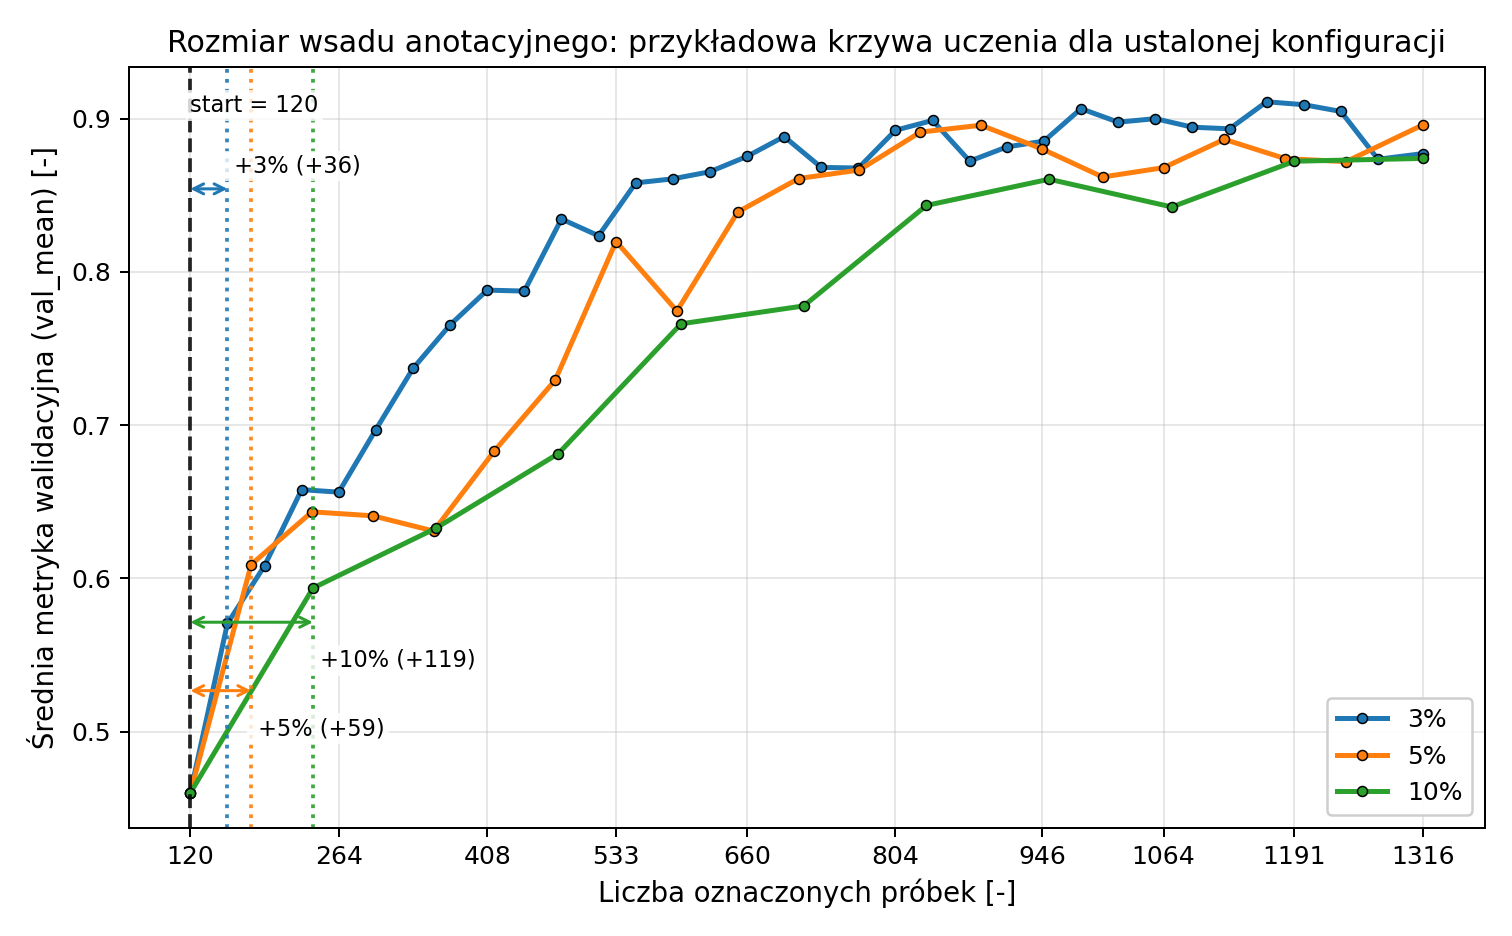 Rozmiar wsadu anotacyjnego: przykładowa krzywa uczenia dla ustalonej konfiguracji
Średnia metryka walidacyjna (val_mean) [-]
0.9
0.8
0.7
0.6
0.5
start = 120
+3% (+36)
+10% (+119)
+5% (+59)
3%
5%
10%
120 264 408 533 660 804 946 1064 1191 1316
Liczba oznaczonych próbek [-]